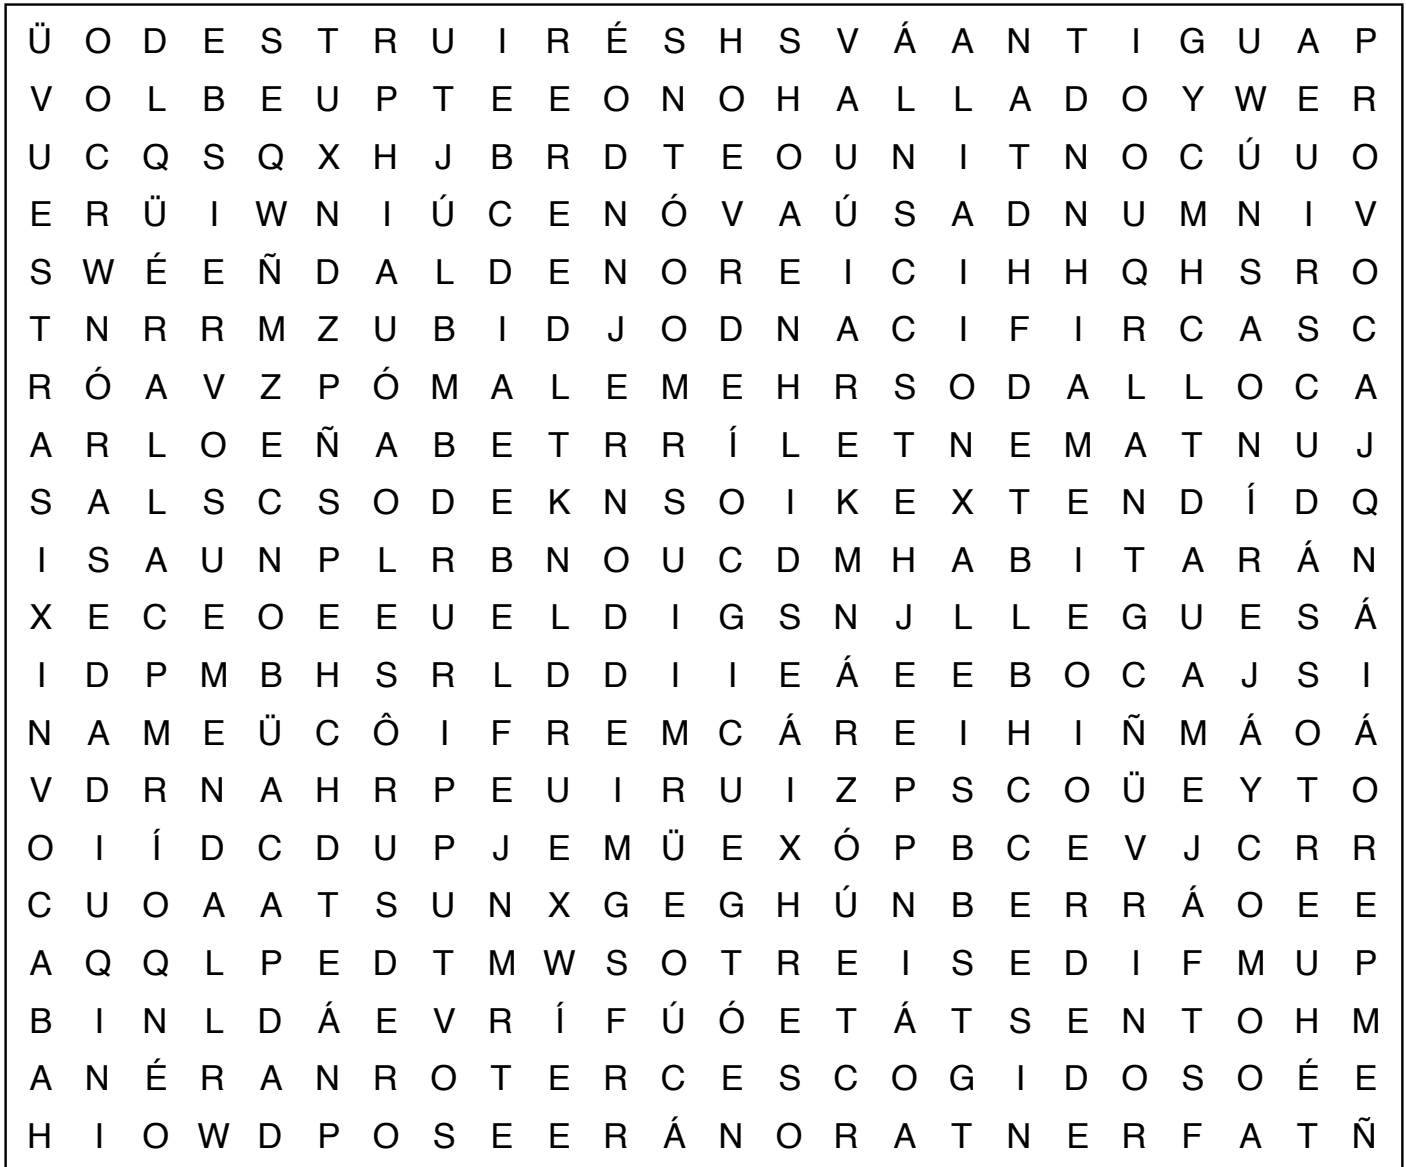 Ü O D E S T R U I R É S H S V Á A N T I G U A P
V O L B E U P T E E O N O H A L L A D O Y W E R
U C Q S Q X H J B R D T E O U N I T N O C Ú U O
E R Ü I W N I Ú C E N Ó V A Ú S A D N U M N I V
S W É E Ñ D A L D E N O R E I C I H H Q H S R O
T N R R M Z U B I D J O D N A C I F I R C A S C
R Ó A V Z P Ó M A L E M E H R S O D A L L O C A
A R L O E Ñ A B E T R R Í L E T N E M A T N U J
S A L S C S O D E K N S O I K E X T E N D Í D Q
I S A U N P L R B N O U C D M H A B I T A R Á N
X E C E O E E U E L D I G S N J L L E G U E S Á
I D P M B H S R L D D I I E Á E E B O C A J S I
N A M E Ü C Ô I F R E M C Á R E I H I Ñ M Á O Á
V D R N A H R P E U I R U I Z P S C O Ü E Y T O
O I Í D C D U P J E M Ü E X Ó P B C E V J C R R
C U O A A T S U N X G E G H Ú N B E R R Á O E E
A Q Q L P E D T M W S O T R E I S E D I F M U P
B I N L D Á E V R Í F Ú Ó E T Á T S E N T O H M
A N É R A N R O T E R C E S C O G I D O S O É E
H I O W D P O S E E R Á N O R A T N E R F A T Ñ